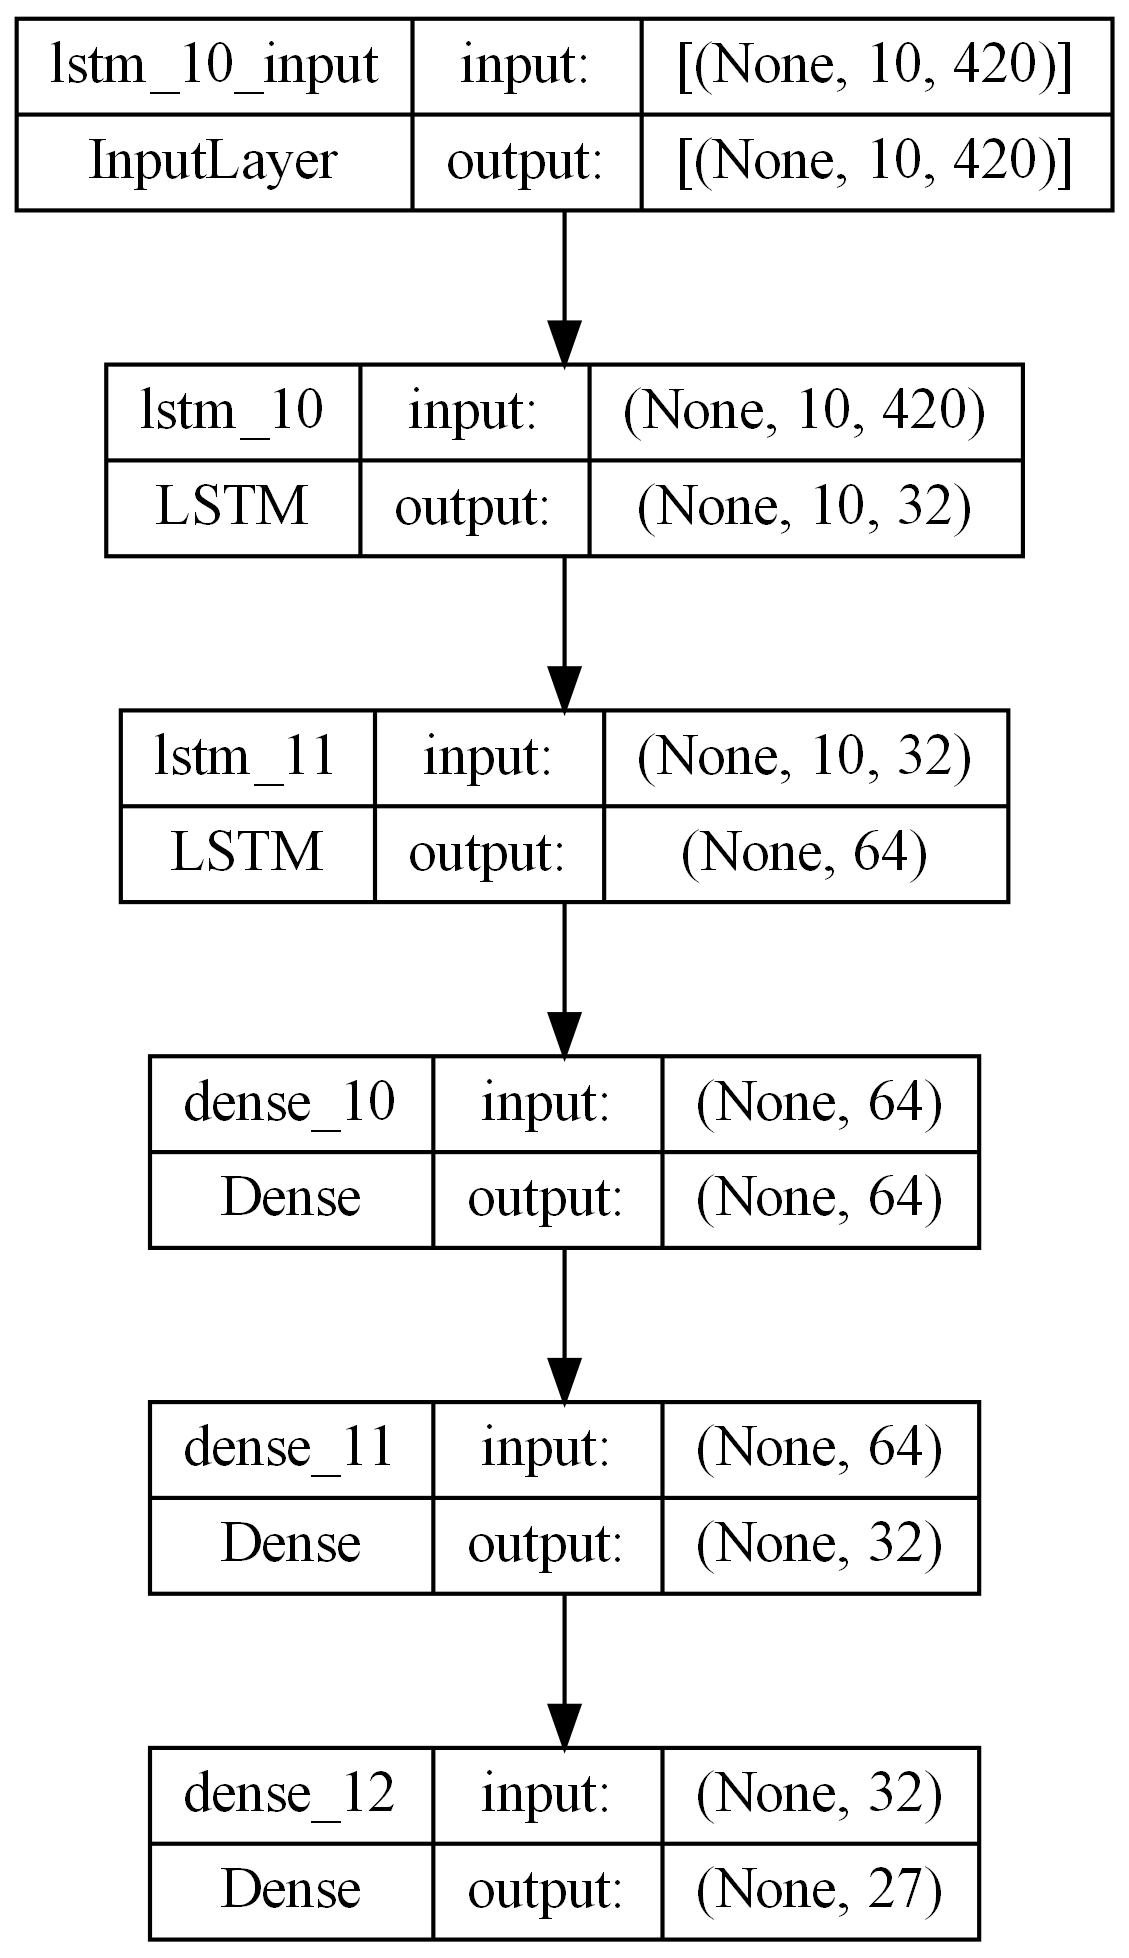 lstm_10_input input: [(None, 10, 420)]
InputLayer output: [(None, 10, 420)]
lstm_10 input: (None, 10, 420)
LSTM output: (None, 10, 32)
lstm_11 input: (None, 10, 32)
LSTM output: (None, 64)
dense_10 input: (None, 64)
Dense output: (None, 64)
dense_11 input: (None, 64)
Dense output: (None, 32)
dense_12 input: (None, 32)
Dense output: (None, 27)